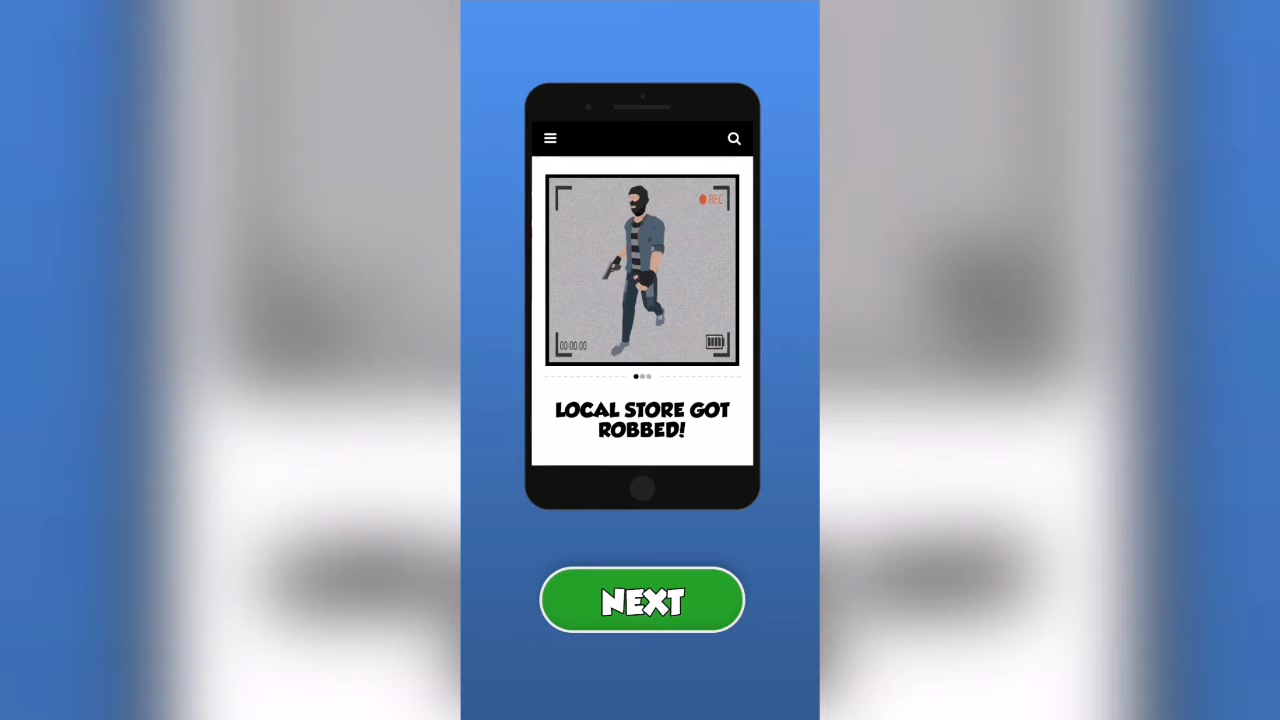 REC
00:00:00
LOCAL STORE GOT
ROBBED!
NEXT